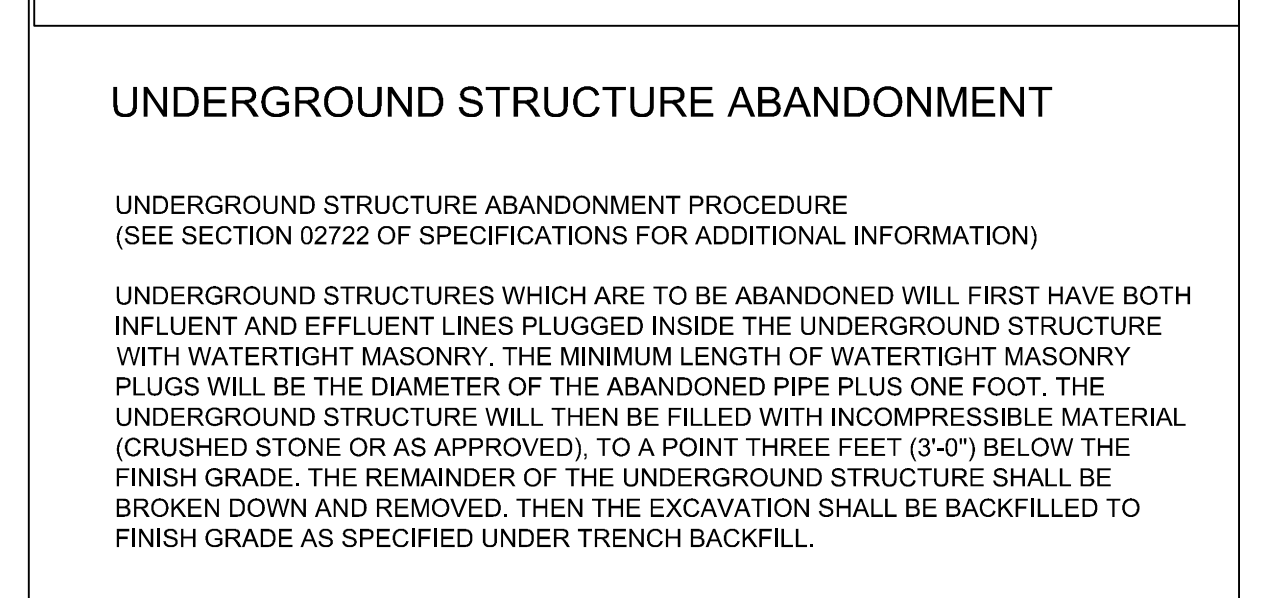 UNDERGROUND STRUCTURE ABANDONMENT
UNDERGROUND STRUCTURE ABANDONMENT PROCEDURE
(SEE SECTION 02722 OF SPECIFICATIONS FOR ADDITIONAL INFORMATION)
UNDERGROUND STRUCTURES WHICH ARE TO BE ABANDONED WILL FIRST HAVE BOTH
INFLUENT AND EFFLUENT LINES PLUGGED INSIDE THE UNDERGROUND STRUCTURE
WITH WATERTIGHT MASONRY. THE MINIMUM LENGTH OF WATERTIGHT MASONRY
PLUGS WILL BE THE DIAMETER OF THE ABANDONED PIPE PLUS ONE FOOT. THE
UNDERGROUND STRUCTURE WILL THEN BE FILLED WITH INCOMPRESSIBLE MATERIAL
(CRUSHED STONE OR AS APPROVED), TO A POINT THREE FEET (3'-0") BELOW THE
FINISH GRADE. THE REMAINDER OF THE UNDERGROUND STRUCTURE SHALL BE
BROKEN DOWN AND REMOVED. THEN THE EXCAVATION SHALL BE BACKFILLED TO
FINISH GRADE AS SPECIFIED UNDER TRENCH BACKFILL.